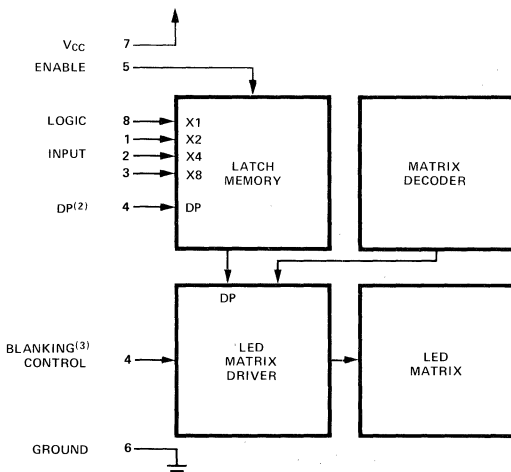 VCC 7
ENABLE 5
LOGIC 8 X1
1 X2
INPUT 2 X4
3 X8
DP(2) 4 DP
LATCH
MEMORY
MATRIX
DECODER
DP
BLANKING(3)
CONTROL 4
LED
MATRIX
DRIVER
LED
MATRIX
GROUND 6